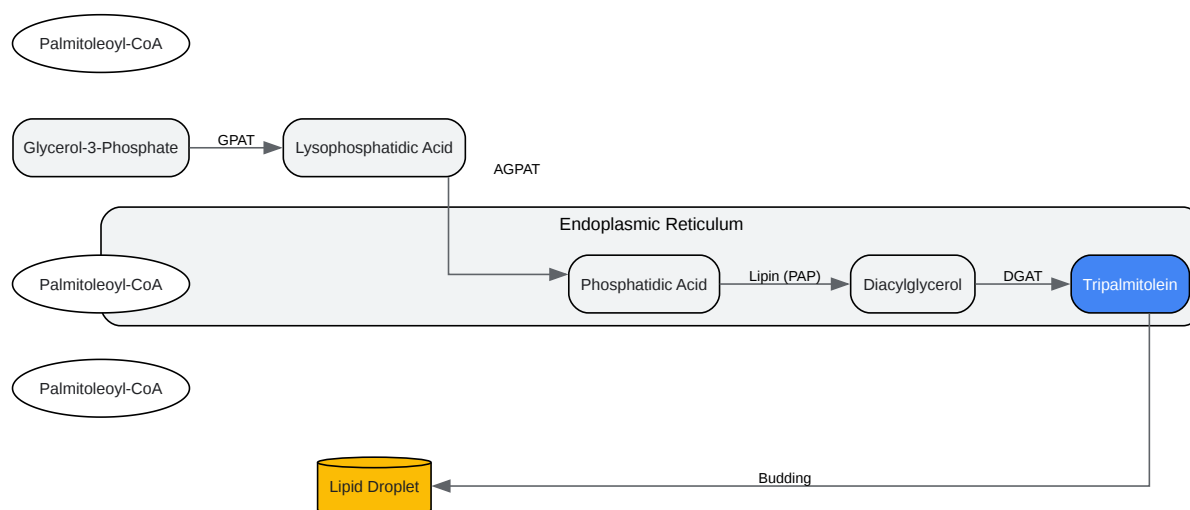 Palmitoleoyl-CoA
Glycerol-3-Phosphate
GPAT
Lysophosphatidic Acid
AGPAT
Endoplasmic Reticulum
Palmitoleoyl-CoA
Phosphatidic Acid
Lipin (PAP)
Diacylglycerol
DGAT
Tripalmitolein
Palmitoleoyl-CoA
Lipid Droplet
Budding